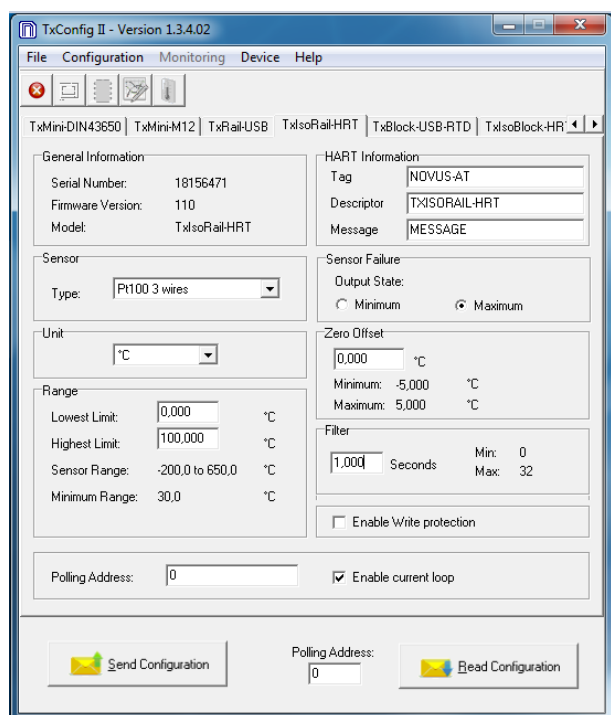 TxConfig II - Version 1.3.4.02
File Configuration Monitoring Device Help
TxMini-DIN43650 TxMini-M12 TxRail-USB TxIsoRail-HRT TxBlock-USB-RTD TxIsoBlock-HR
General Information
Serial Number: 18156471
Firmware Version: 110
Model: TxIsoRail-HRT
HART Information
Tag NOVUS-AT
Descriptor TXISORAIL-HRT
Message MESSAGE
Sensor
Type: Pt100 3 wires
Sensor Failure
Output State:
Minimum Maximum
Unit
°C
Zero Offset
0,000 °C
Minimum: -5,000 °C
Maximum: 5,000 °C
Range
Lowest Limit: 0,000 °C
Highest Limit: 100,000 °C
Sensor Range: -200,0 to 650,0 °C
Minimum Range: 30,0 °C
Filter
1,000 Seconds Min: 0
Max: 32
Enable Write protection
Polling Address: 0
Enable current loop
Send Configuration
Polling Address:
0
Read Configuration